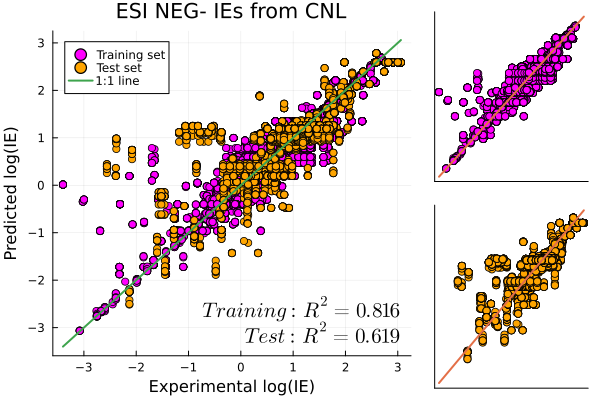 ESI NEG- IEs from CNL
Training set
Test set
1:1 line
3
2
1
0
−1
−2
−3
Predicted log(IE)
Training: R² = 0.816
Test: R² = 0.619
−3 −2 −1 0 1 2 3
Experimental log(IE)